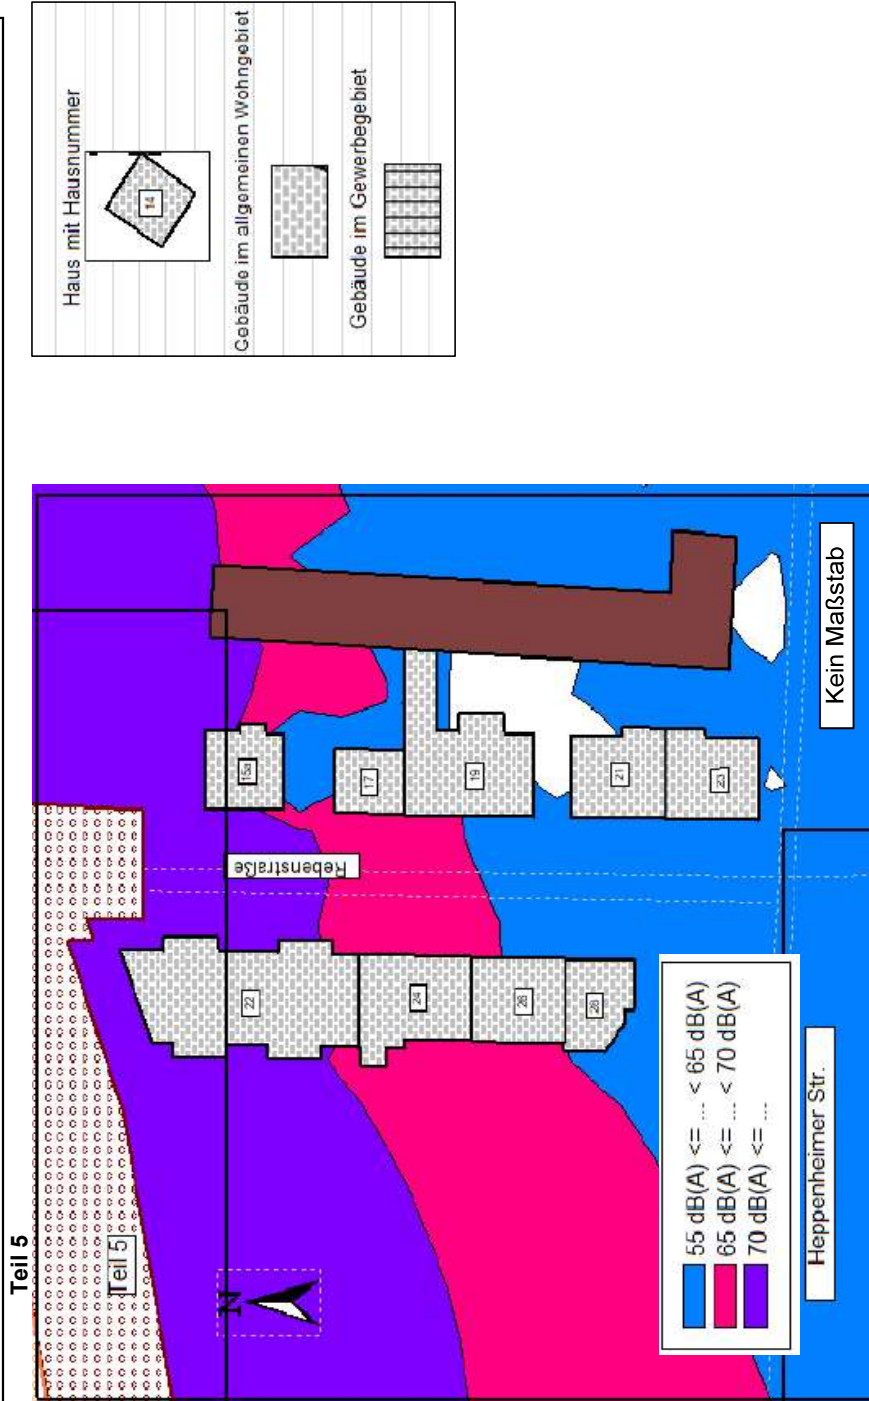 Teil 5
Haus mit Hausnummer
14
Gebäude im allgemeinen Wohngebiet
Gebäude im Gewerbegebiet
Teil 5
N
Rebenstraße
15a
17
19
21
23
22
24
26
28
55 dB(A) <= ... < 65 dB(A)
65 dB(A) <= ... < 70 dB(A)
70 dB(A) <= ...
Heppenheimer Str.
Kein Maßstab